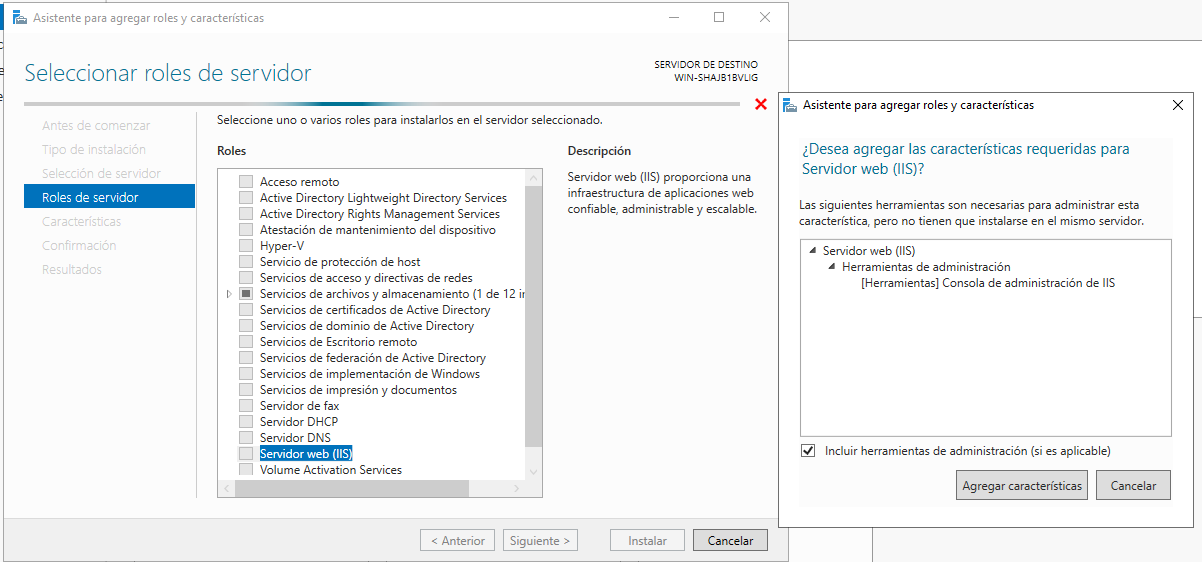 Asistente para agregar roles y características
Seleccionar roles de servidor
SERVIDOR DE DESTINO
WIN-SHAJB1BVLIG
Antes de comenzar
Tipo de instalación
Selección de servidor
Roles de servidor
Características
Confirmación
Resultados
Seleccione uno o varios roles para instalarlos en el servidor seleccionado.
Roles
Acceso remoto
Active Directory Lightweight Directory Services
Active Directory Rights Management Services
Atestación de mantenimiento del dispositivo
Hyper-V
Servicio de protección de host
Servicios de acceso y directivas de redes
Servicios de archivos y almacenamiento (1 de 12 in
Servicios de certificados de Active Directory
Servicios de dominio de Active Directory
Servicios de Escritorio remoto
Servicios de federación de Active Directory
Servicios de implementación de Windows
Servicios de impresión y documentos
Servidor de fax
Servidor DHCP
Servidor DNS
Servidor web (IIS)
Volume Activation Services
Descripción
Servidor web (IIS) proporciona una
infraestructura de aplicaciones web
confiable, administrable y escalable.
< Anterior
Siguiente >
Instalar
Cancelar
Asistente para agregar roles y características
¿Desea agregar las características requeridas para
Servidor web (IIS)?
Las siguientes herramientas son necesarias para administrar esta
característica, pero no tienen que instalarse en el mismo servidor.
Servidor web (IIS)
Herramientas de administración
[Herramientas] Consola de administración de IIS
Incluir herramientas de administración (si es aplicable)
Agregar características
Cancelar